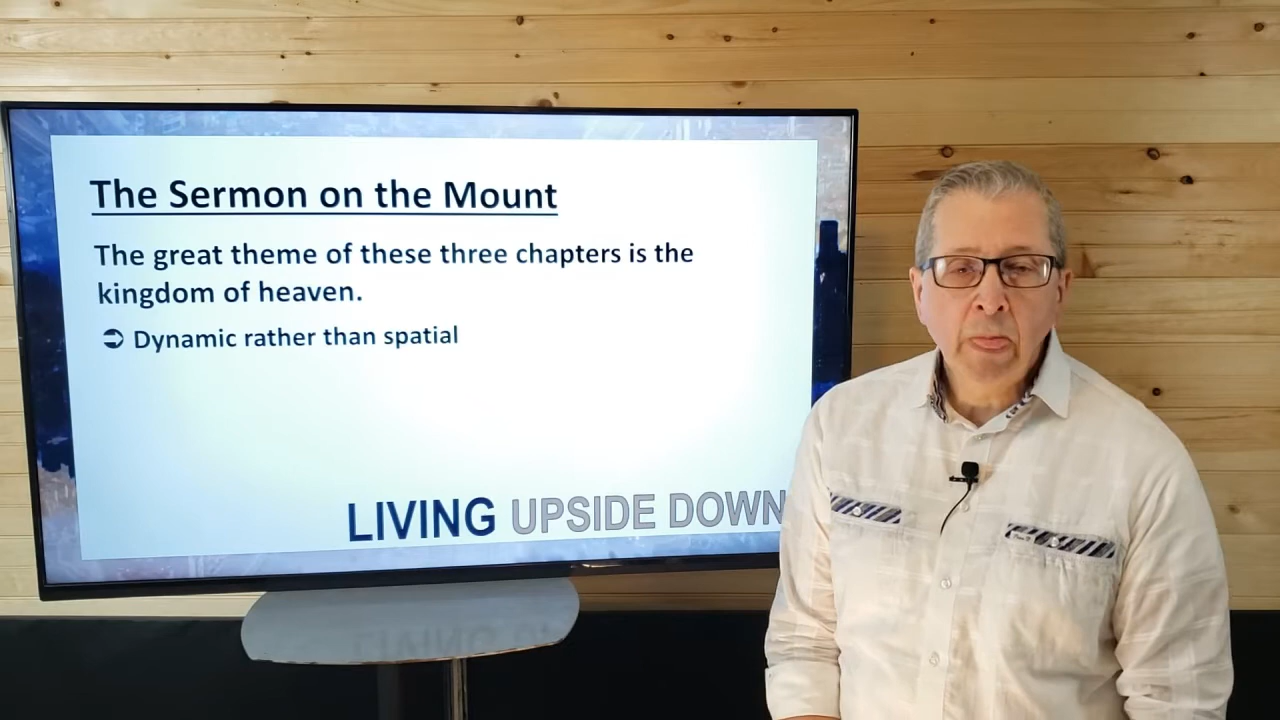 The Sermon on the Mount
The great theme of these three chapters is the
kingdom of heaven.
➲ Dynamic rather than spatial
LIVING UPSIDE DOWN